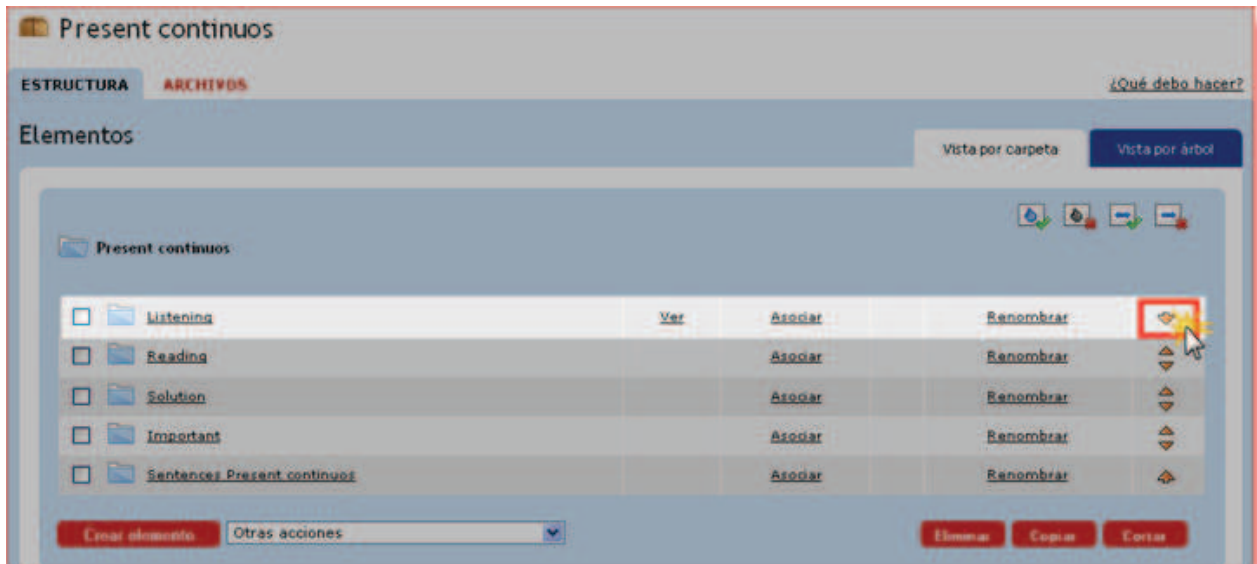 Present continuos
ESTRUCTURA ARCHIVOS ¿Qué debo hacer?
Elementos
Vista por carpeta Vista por árbol
Present continuos
Listening Ver Asociar Renombrar
Reading Asociar Renombrar
Solution Asociar Renombrar
Important Asociar Renombrar
Sentences Present continuos Asociar Renombrar
Crear elemento Otras acciones Eliminar Copiar Cortar